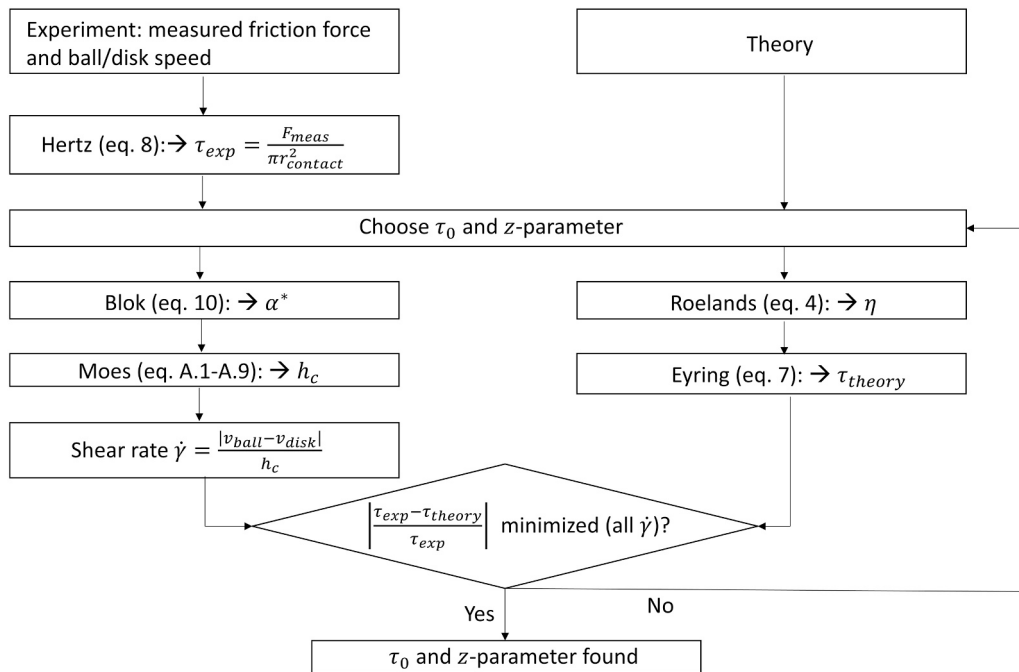 Experiment: measured friction force
and ball/disk speed
Theory
Hertz (eq. 8):→ τ_exp = F_meas / πr²_contact
Choose τ₀ and z-parameter
Blok (eq. 10): → α*
Roelands (eq. 4): → η
Moes (eq. A.1-A.9): → h_c
Eyring (eq. 7): → τ_theory
Shear rate γ̇ = |v_ball−v_disk| / h_c
|τ_exp−τ_theory / τ_exp| minimized (all γ̇)?
Yes
No
τ₀ and z-parameter found